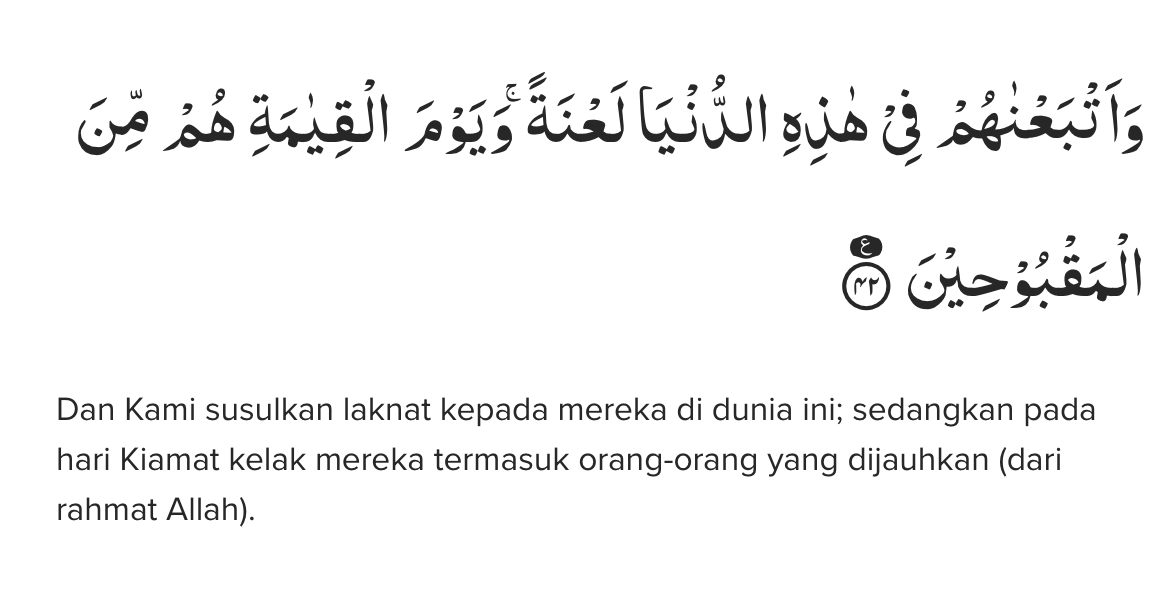 وَاَتْبَعْنٰهُمْ فِيْ هٰذِهِ الدُّنْيَا لَعْنَةً ۚوَيَوْمَ الْقِيٰمَةِ هُمْ مِّنَ
الْمَقْبُوْحِيْنَ ࣖ ۴۲
Dan Kami susulkan laknat kepada mereka di dunia ini; sedangkan pada
hari Kiamat kelak mereka termasuk orang-orang yang dijauhkan (dari
rahmat Allah).